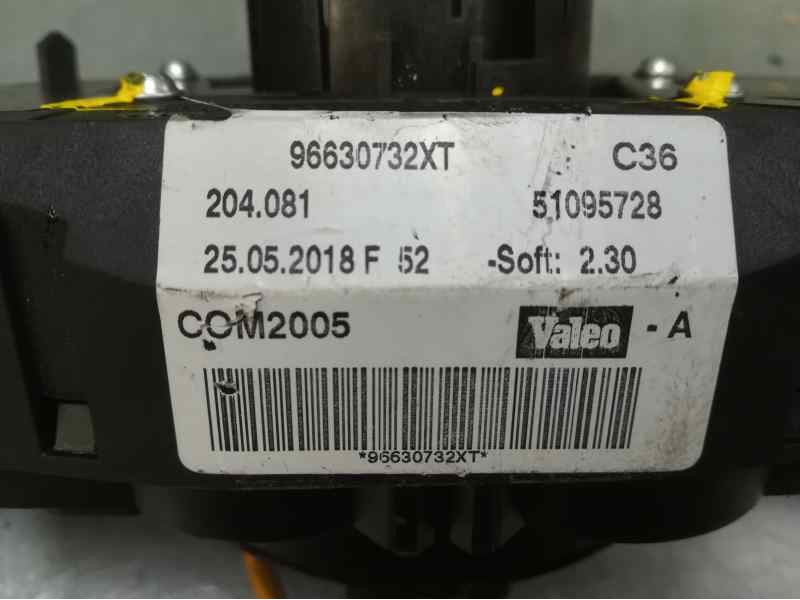 96630732XT C36
204.081 51095728
25.05.2018 F 52 -Soft: 2.30
COM2005 Valeo - A
*96630732XT*